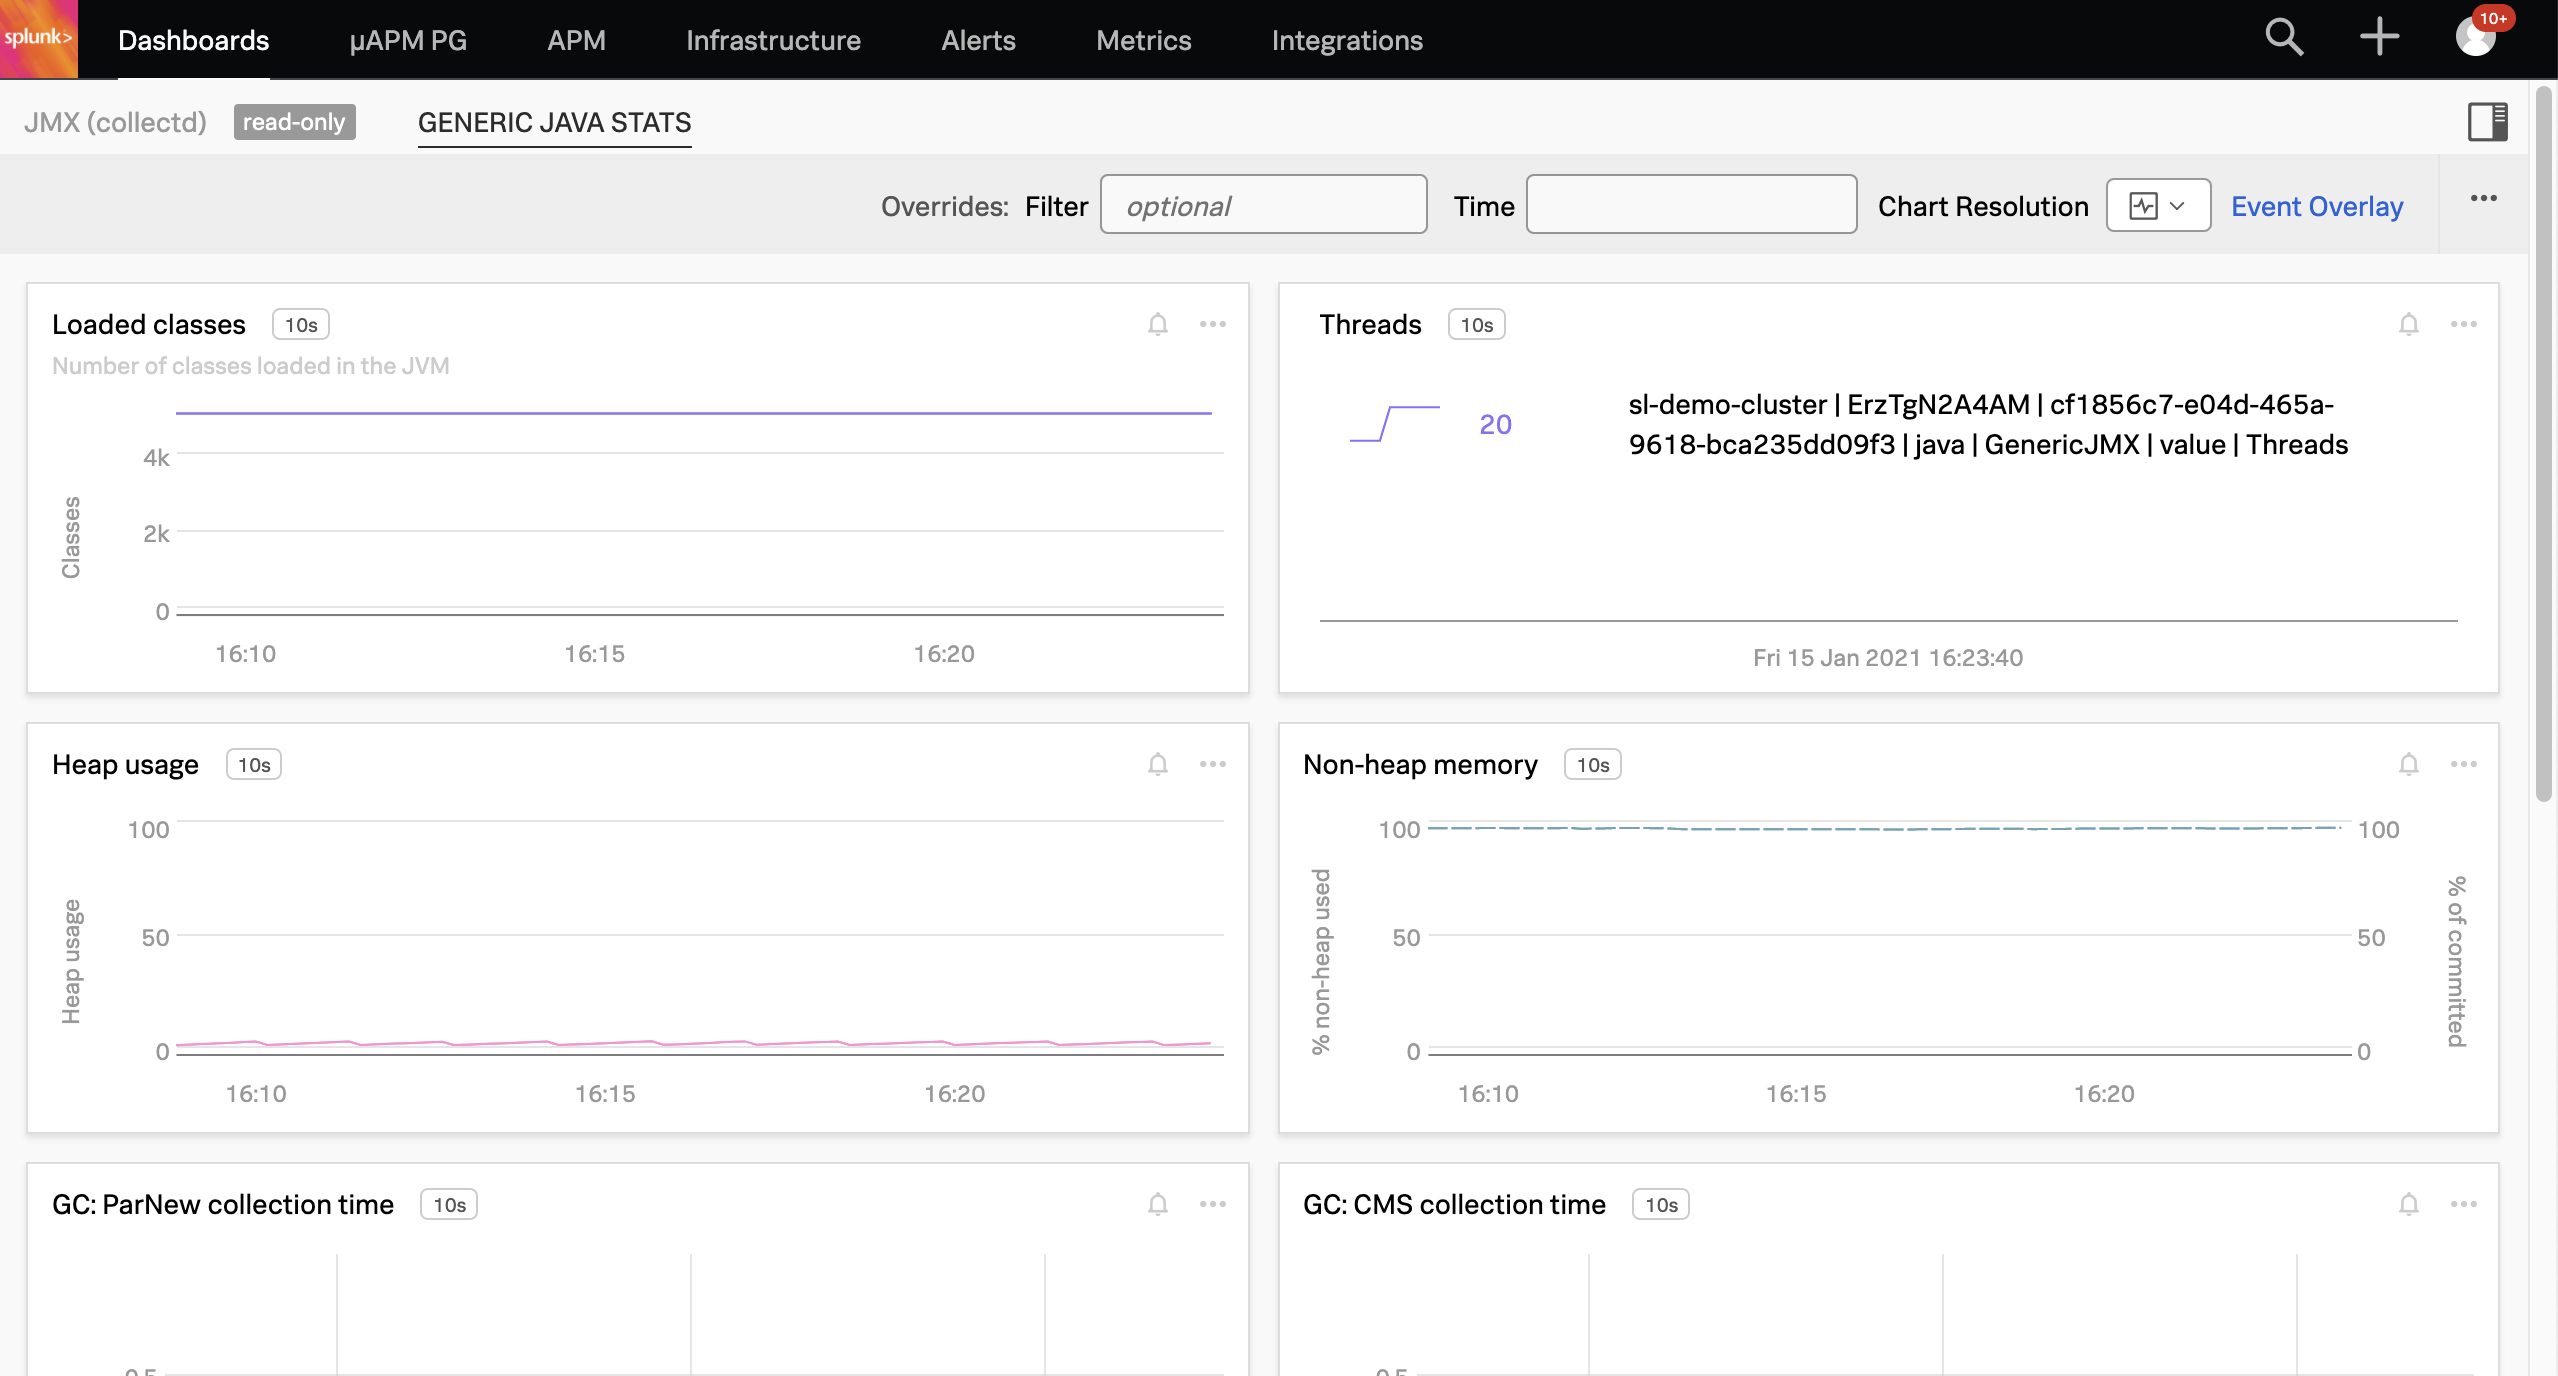 splunk>
Dashboards
µAPM PG
APM
Infrastructure
Alerts
Metrics
Integrations
10+
JMX (collectd)
read-only
GENERIC JAVA STATS
Overrides: Filter
optional
Time
Chart Resolution
Event Overlay
Loaded classes
10s
Number of classes loaded in the JVM
Classes
4k
2k
0
16:10
16:15
16:20
Threads
10s
20
sl-demo-cluster | ErzTgN2A4AM | cf1856c7-e04d-465a-
9618-bca235dd09f3 | java | GenericJMX | value | Threads
Fri 15 Jan 2021 16:23:40
Heap usage
10s
Heap usage
100
50
0
16:10
16:15
16:20
Non-heap memory
10s
% non-heap used
100
50
0
100
50
0
% of committed
16:10
16:15
16:20
GC: ParNew collection time
10s
0.5
GC: CMS collection time
10s
0.5